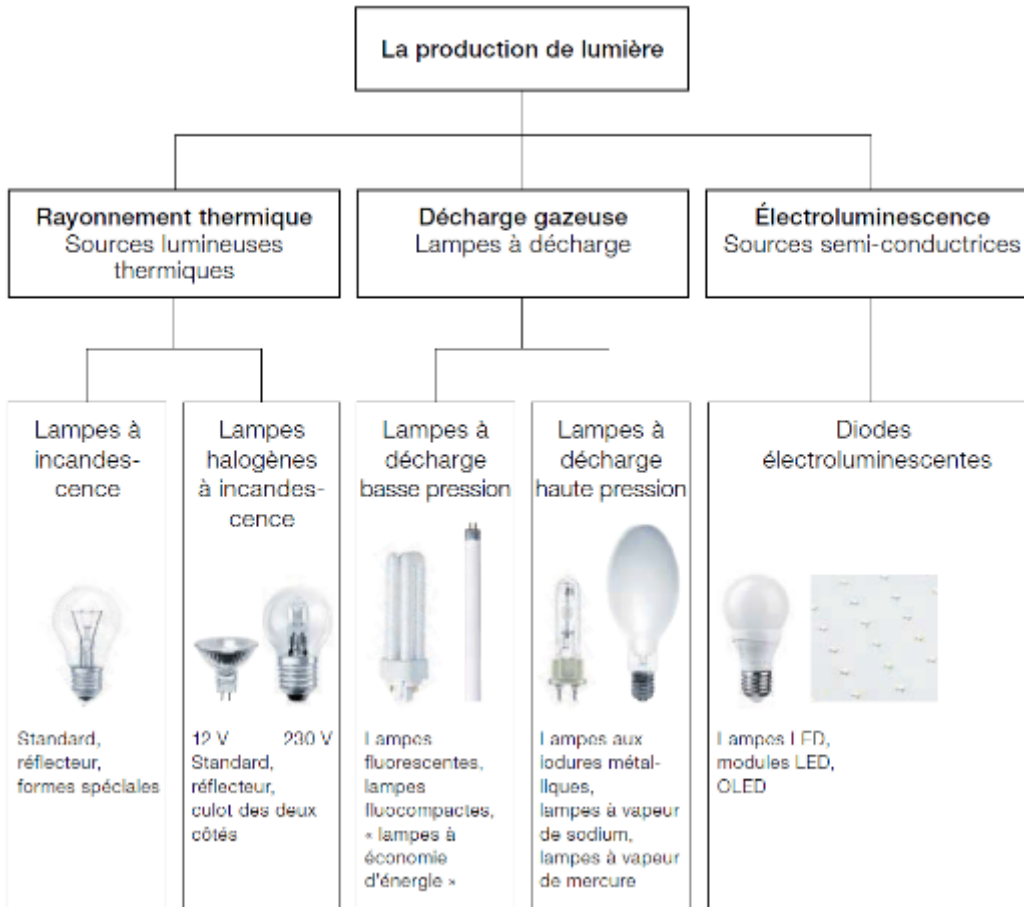 La production de lumière
Rayonnement thermique
Sources lumineuses
thermiques
Décharge gazeuse
Lampes à décharge
Électroluminescence
Sources semi-conductrices
Lampes à
incandes-
cence
Lampes
halogènes
à incandes-
cence
Lampes à
décharge
basse pression
Lampes à
décharge
haute pression
Diodes
électroluminescentes
Standard,
réflecteur,
formes spéciales
12 V 230 V
Standard,
réflecteur,
culot des deux
côtés
Lampes
fluorescentes,
lampes
fluocompactes,
« lampes à
économie
d'énergie »
Lampes aux
iodures métal-
liques,
lampes à vapeur
de sodium,
lampes à vapeur
de mercure
Lampes LED,
modules LED,
OLED